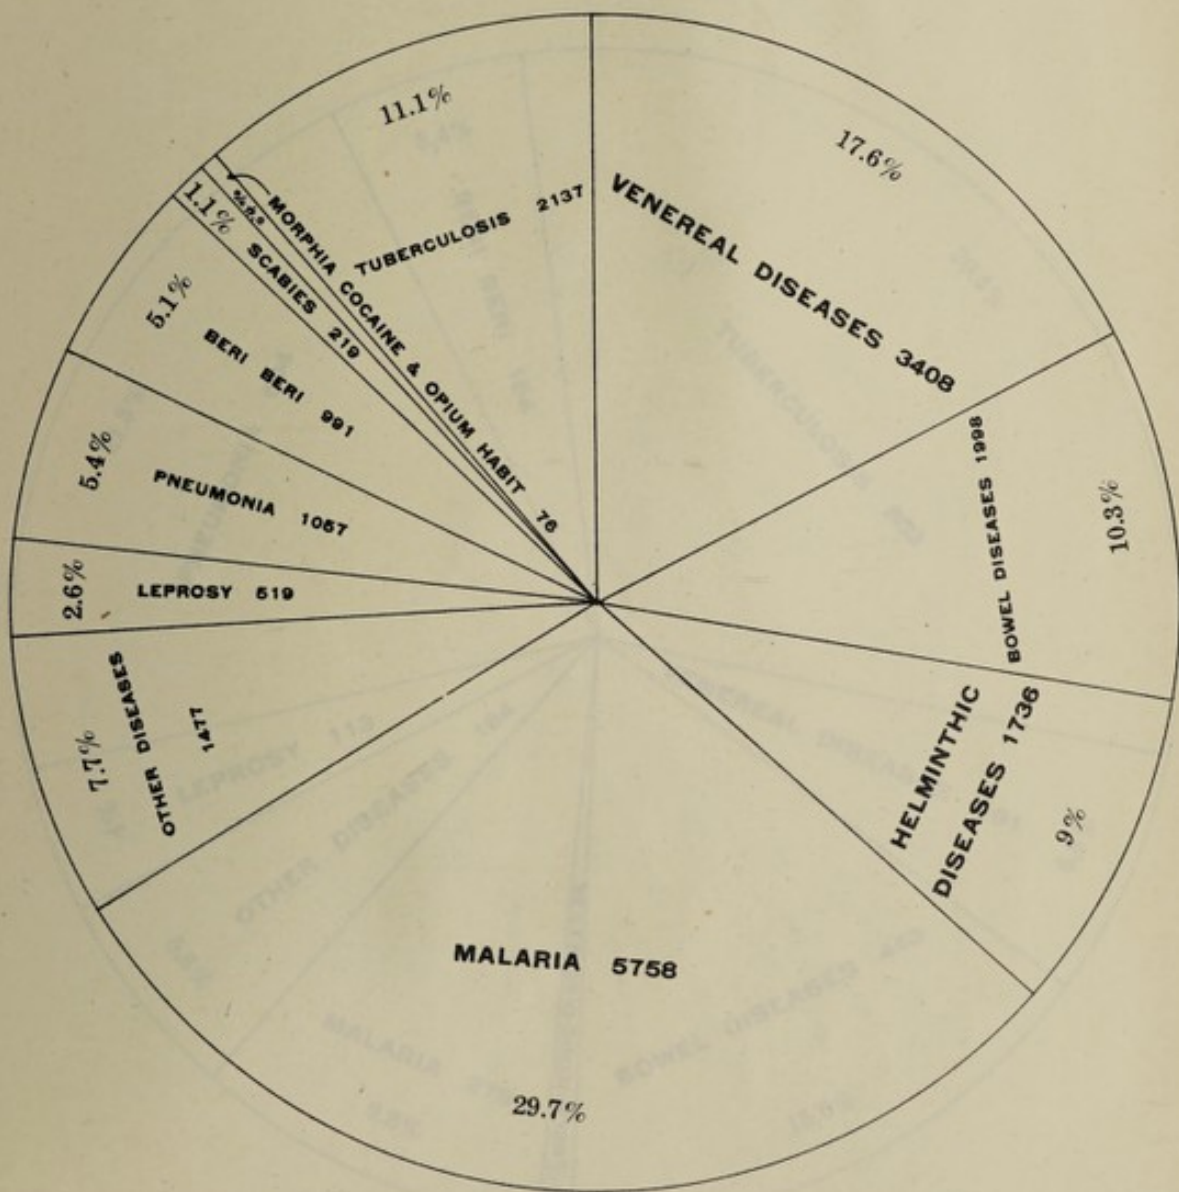 17.6%
VENEREAL DISEASES 3408
10.3%
BOWEL DISEASES 1998
9%
HELMINTHIC
DISEASES 1736
MALARIA 5758
29.7%
7.7%
OTHER DISEASES
1477
2.6%
LEPROSY 519
5.4%
PNEUMONIA 1057
5.1%
BERI BERI 991
1.1%
SCABIES 219
MORPHIA COCAINE & OPIUM HABIT 76
11.1%
TUBERCULOSIS 2137